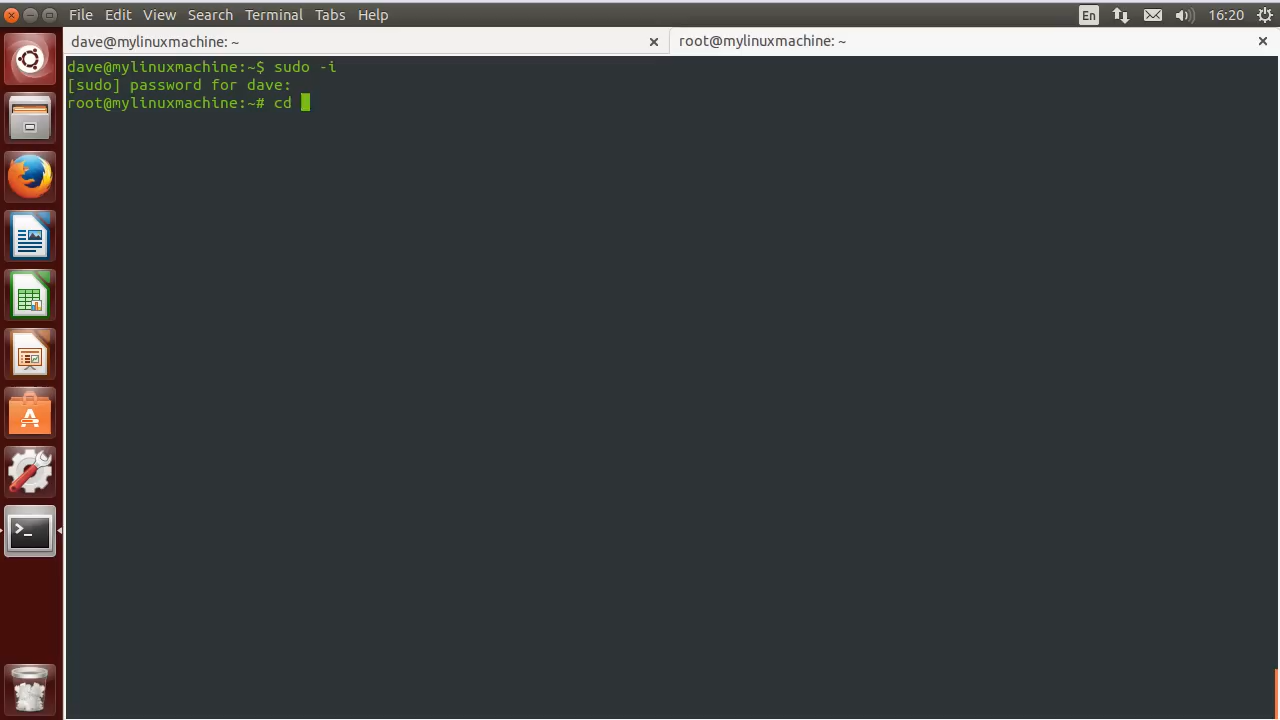 File Edit View Search Terminal Tabs Help
En 16:20
dave@mylinuxmachine: ~
root@mylinuxmachine: ~
dave@mylinuxmachine:~$ sudo -i
[sudo] password for dave:
root@mylinuxmachine:~# cd